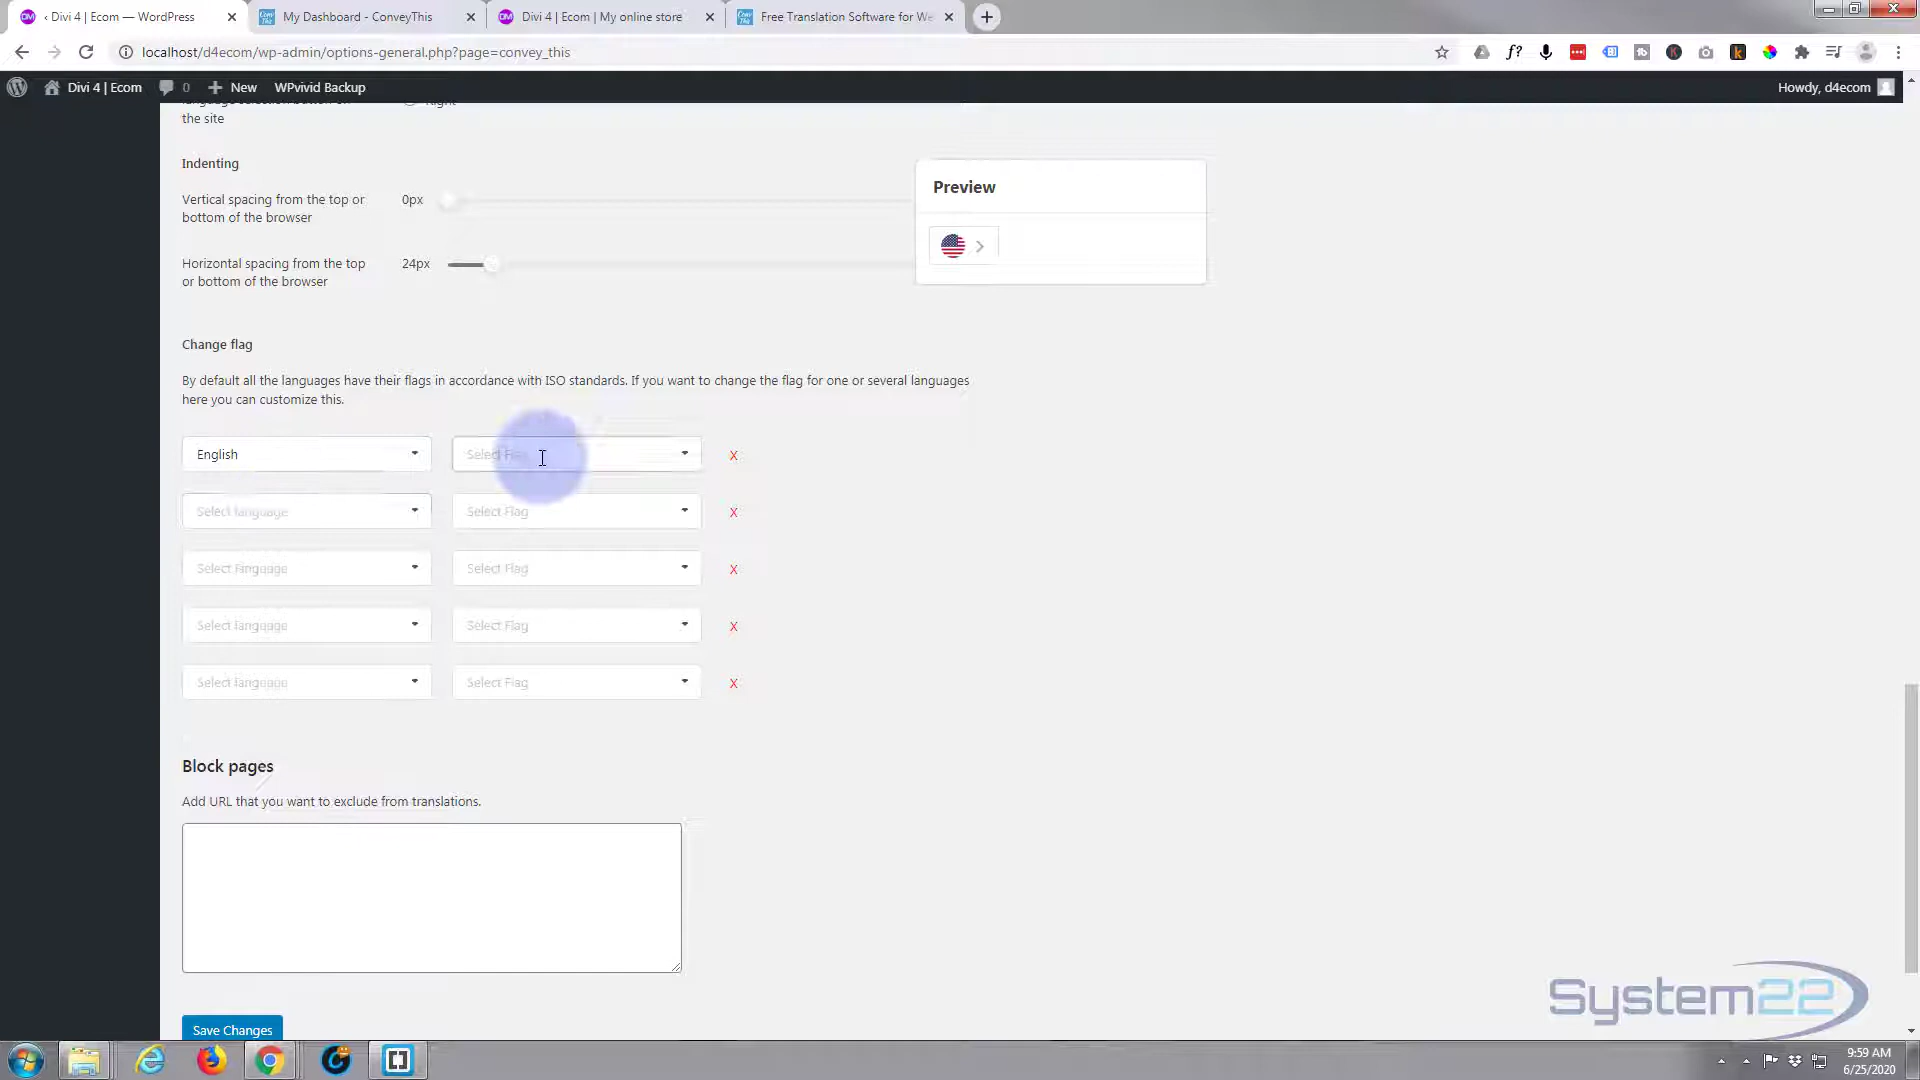 ‹ Divi 4 | Ecom — WordPress
My Dashboard - ConveyThis
Divi 4 | Ecom | My online store
Free Translation Software for We
localhost/d4ecom/wp-admin/options-general.php?page=convey_this
Divi 4 | Ecom
0
New
WPvivid Backup
Howdy, d4ecom
Right
the site
Indenting
Vertical spacing from the top or
bottom of the browser
0px
Horizontal spacing from the top
or bottom of the browser
24px
Preview
Change flag
By default all the languages have their flags in accordance with ISO standards. If you want to change the flag for one or several languages
here you can customize this.
English
Select Flag
X
Select language
Select Flag
X
Select language
Select Flag
X
Select language
Select Flag
X
Select language
Select Flag
X
Block pages
Add URL that you want to exclude from translations.
Save Changes
System22
9:59 AM
6/25/2020